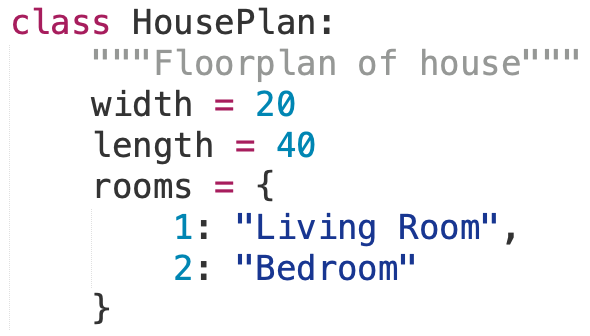 class HousePlan:
    """Floorplan of house"""
    width = 20
    length = 40
    rooms = {
        1: "Living Room",
        2: "Bedroom"
    }